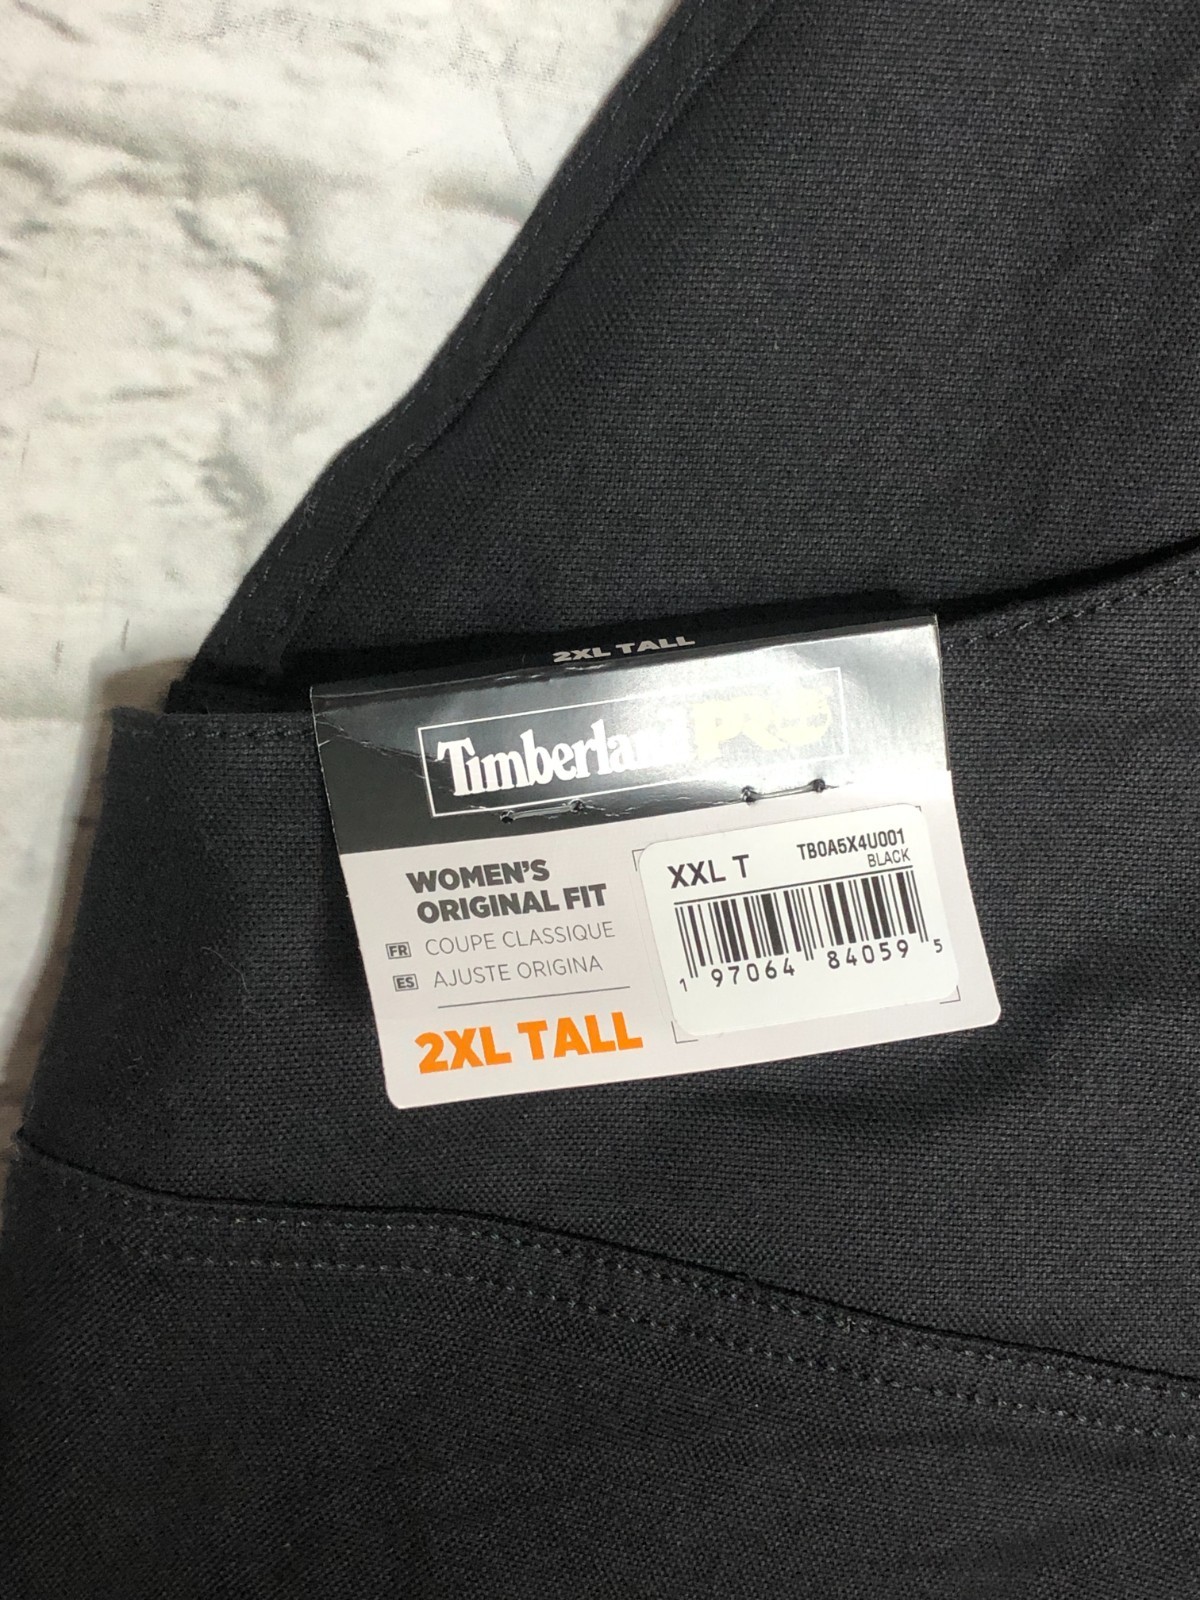 2XL TALL
Timberland PRO
WOMEN'S
ORIGINAL FIT
FR COUPE CLASSIQUE
ES AJUSTE ORIGINA
2XL TALL
XXL T
TB0A5X4U001
BLACK
1 97064 84059 5